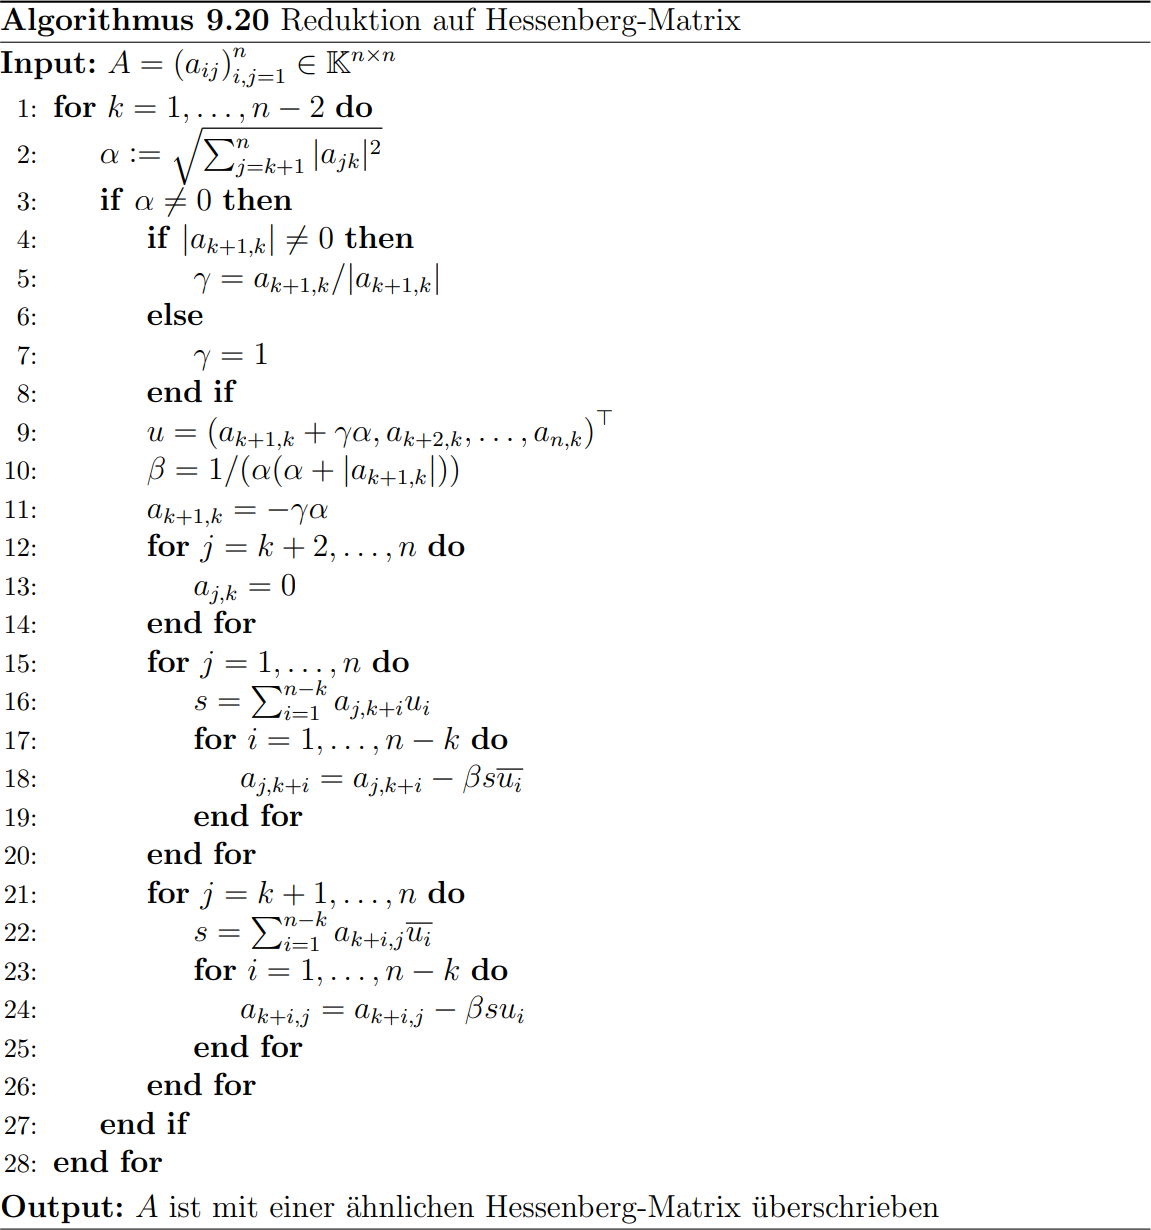 Algorithmus 9.20 Reduktion auf Hessenberg-Matrix
Input: $A = (a_{ij})_{i,j=1}^{n} \in \mathbb{K}^{n \times n}$
1: for $k = 1, \ldots, n-2$ do
2: $\alpha := \sqrt{\sum_{j=k+1}^{n} |a_{jk}|^2}$
3: if $\alpha \neq 0$ then
4: if $|a_{k+1,k}| \neq 0$ then
5: $\gamma = a_{k+1,k}/|a_{k+1,k}|$
6: else
7: $\gamma = 1$
8: end if
9: $u = (a_{k+1,k} + \gamma\alpha, a_{k+2,k}, \ldots, a_{n,k})^{\top}$
10: $\beta = 1/(\alpha(\alpha + |a_{k+1,k}|))$
11: $a_{k+1,k} = -\gamma\alpha$
12: for $j = k+2, \ldots, n$ do
13: $a_{j,k} = 0$
14: end for
15: for $j = 1, \ldots, n$ do
16: $s = \sum_{i=1}^{n-k} a_{j,k+i} u_i$
17: for $i = 1, \ldots, n-k$ do
18: $a_{j,k+i} = a_{j,k+i} - \beta s \overline{u_i}$
19: end for
20: end for
21: for $j = k+1, \ldots, n$ do
22: $s = \sum_{i=1}^{n-k} a_{k+i,j} \overline{u_i}$
23: for $i = 1, \ldots, n-k$ do
24: $a_{k+i,j} = a_{k+i,j} - \beta s u_i$
25: end for
26: end for
27: end if
28: end for
Output: $A$ ist mit einer ähnlichen Hessenberg-Matrix überschrieben